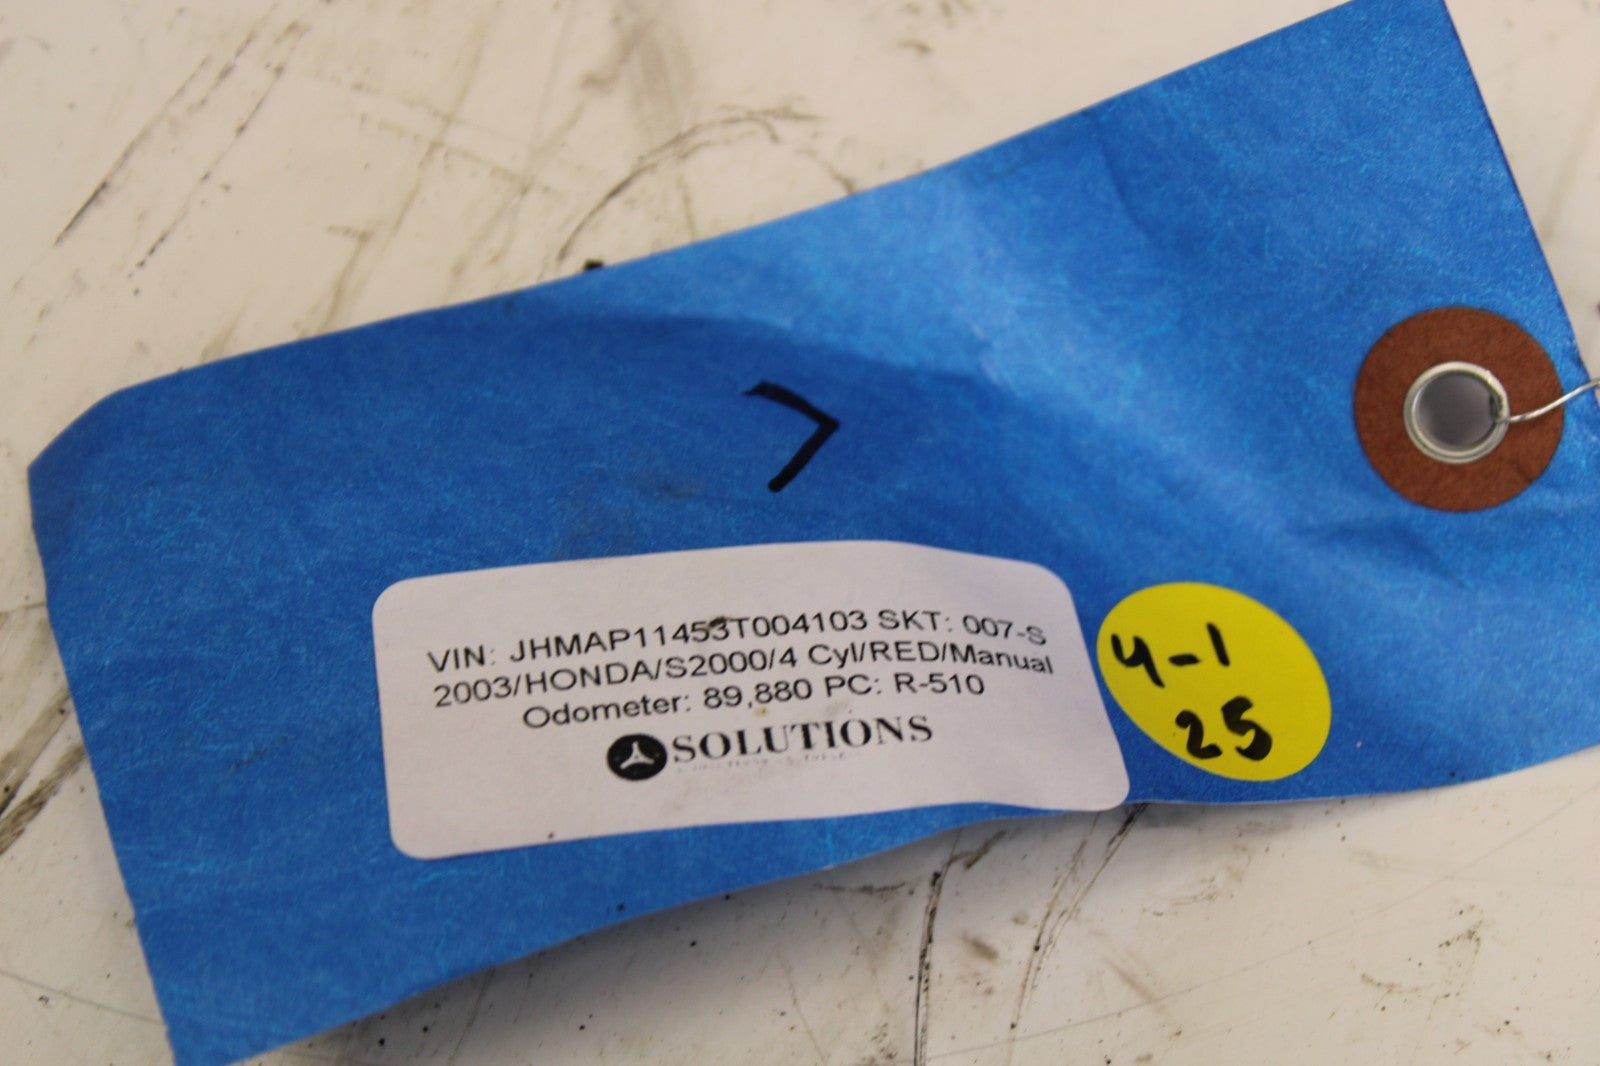 VIN: JHMAP11453T004103 SKT: 007-S
2003/HONDA/S2000/4 Cyl/RED/Manual
Odometer: 89,880 PC: R-510
SOLUTIONS
4-1
25